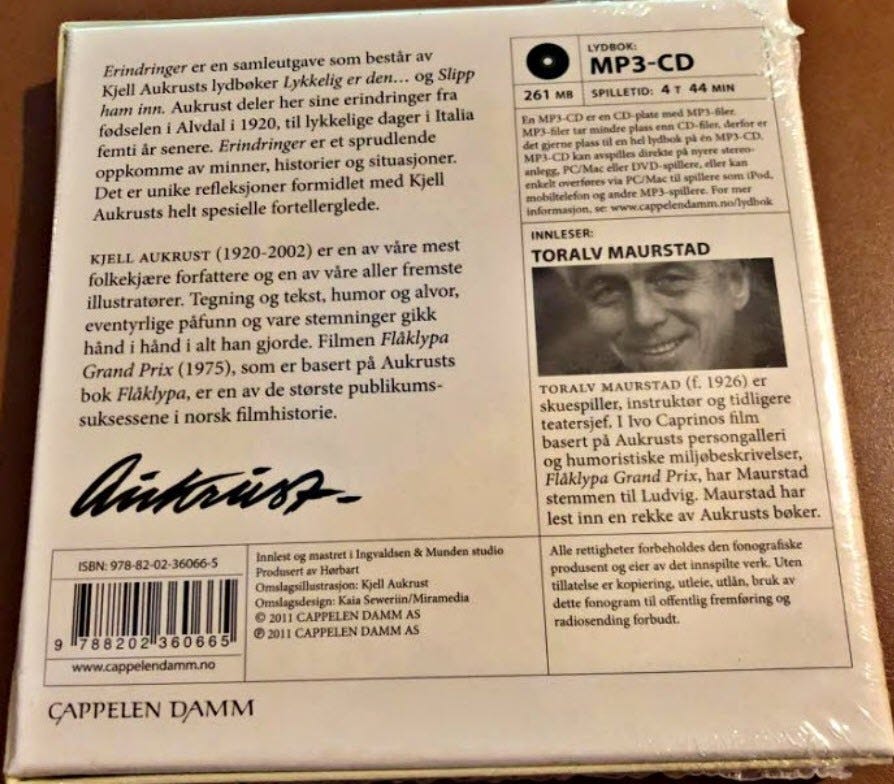 Erindringer er en samleutgave som består av
Kjell Aukrusts lydbøker Lykkelig er den... og Slipp
ham inn. Aukrust deler her sine erindringer fra
fødselen i Alvdal i 1920, til lykkelige dager i Italia
femti år senere. Erindringer er et sprudlende
oppkomme av minner, historier og situasjoner.
Det er unike refleksjoner formidlet med Kjell
Aukrusts helt spesielle fortellerglede.
KJELL AUKRUST (1920-2002) er en av våre mest
folkekjære forfattere og en av våre aller fremste
illustratører. Tegning og tekst, humor og alvor,
eventyrlige påfunn og vare stemninger gikk
hånd i hånd i alt han gjorde. Filmen Flåklypa
Grand Prix (1975), som er basert på Aukrusts
bok Flåklypa, er en av de største publikums-
suksessene i norsk filmhistorie.
Aukrust-
LYDBOK:
MP3-CD
261 MB SPILLETID: 4 T 44 MIN
En MP3-CD er en CD-plate med MP3-filer.
MP3-filer tar mindre plass enn CD-filer, derfor er
det gjerne plass til en hel lydbok på én MP3-CD.
MP3-CD kan avspilles direkte på nyere stereo-
anlegg, PC/Mac eller DVD-spillere, eller kan
enkelt overføres via PC/Mac til spillere som iPod,
mobiltelefon og andre MP3-spillere. For mer
informasjon, se: www.cappelendamm.no/lydbok
INNLESER:
TORALV MAURSTAD
TORALV MAURSTAD (f. 1926) er
skuespiller, instruktør og tidligere
teatersjef. I Ivo Caprinos film
basert på Aukrusts persongalleri
og humoristiske miljøbeskrivelser,
Flåklypa Grand Prix, har Maurstad
stemmen til Ludvig. Maurstad har
lest inn en rekke av Aukrusts bøker.
ISBN: 978-82-02-36066-5
9 788202 360665
www.cappelendamm.no
Innlest og mastret i Ingvaldsen & Munden studio
Produsert av Hørbart
Omslagsillustrasjon: Kjell Aukrust
Omslagsdesign: Kaia Seweriin/Miramedia
© 2011 CAPPELEN DAMM AS
℗ 2011 CAPPELEN DAMM AS
Alle rettigheter forbeholdes den fonografiske
produsent og eier av det innspilte verk. Uten
tillatelse er kopiering, utleie, utlån, bruk av
dette fonogram til offentlig fremføring og
radiosending forbudt.
CAPPELEN DAMM